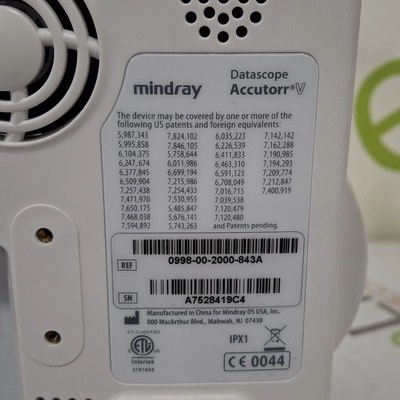 mindray
Datascope
Accutorr®V
The device may be covered by one or more of the
following US patents and foreign equivalents:
5,987,343 7,824,102 6,035,223 7,142,142
5,995,858 7,846,105 6,226,539 7,162,288
6,104,375 5,758,644 6,411,833 7,190,985
6,247,674 6,011,986 6,463,310 7,194,293
6,377,845 6,699,194 6,591,123 7,209,774
6,509,904 7,215,986 6,708,049 7,212,847
7,257,438 7,254,433 7,016,715 7,400,919
7,471,970 7,530,955 7,039,538
7,650,175 5,485,847 7,120,479
7,468,038 5,676,141 7,120,480
7,594,892 5,743,263 and Patents pending.
REF 0998-00-2000-843A
SN A7528419C4
Manufactured in China for Mindray DS USA, Inc.
800 MacArthur Blvd., Mahwah, NJ 07430
ETL CLASSIFIED
Intertek
IPX1
CE 0044